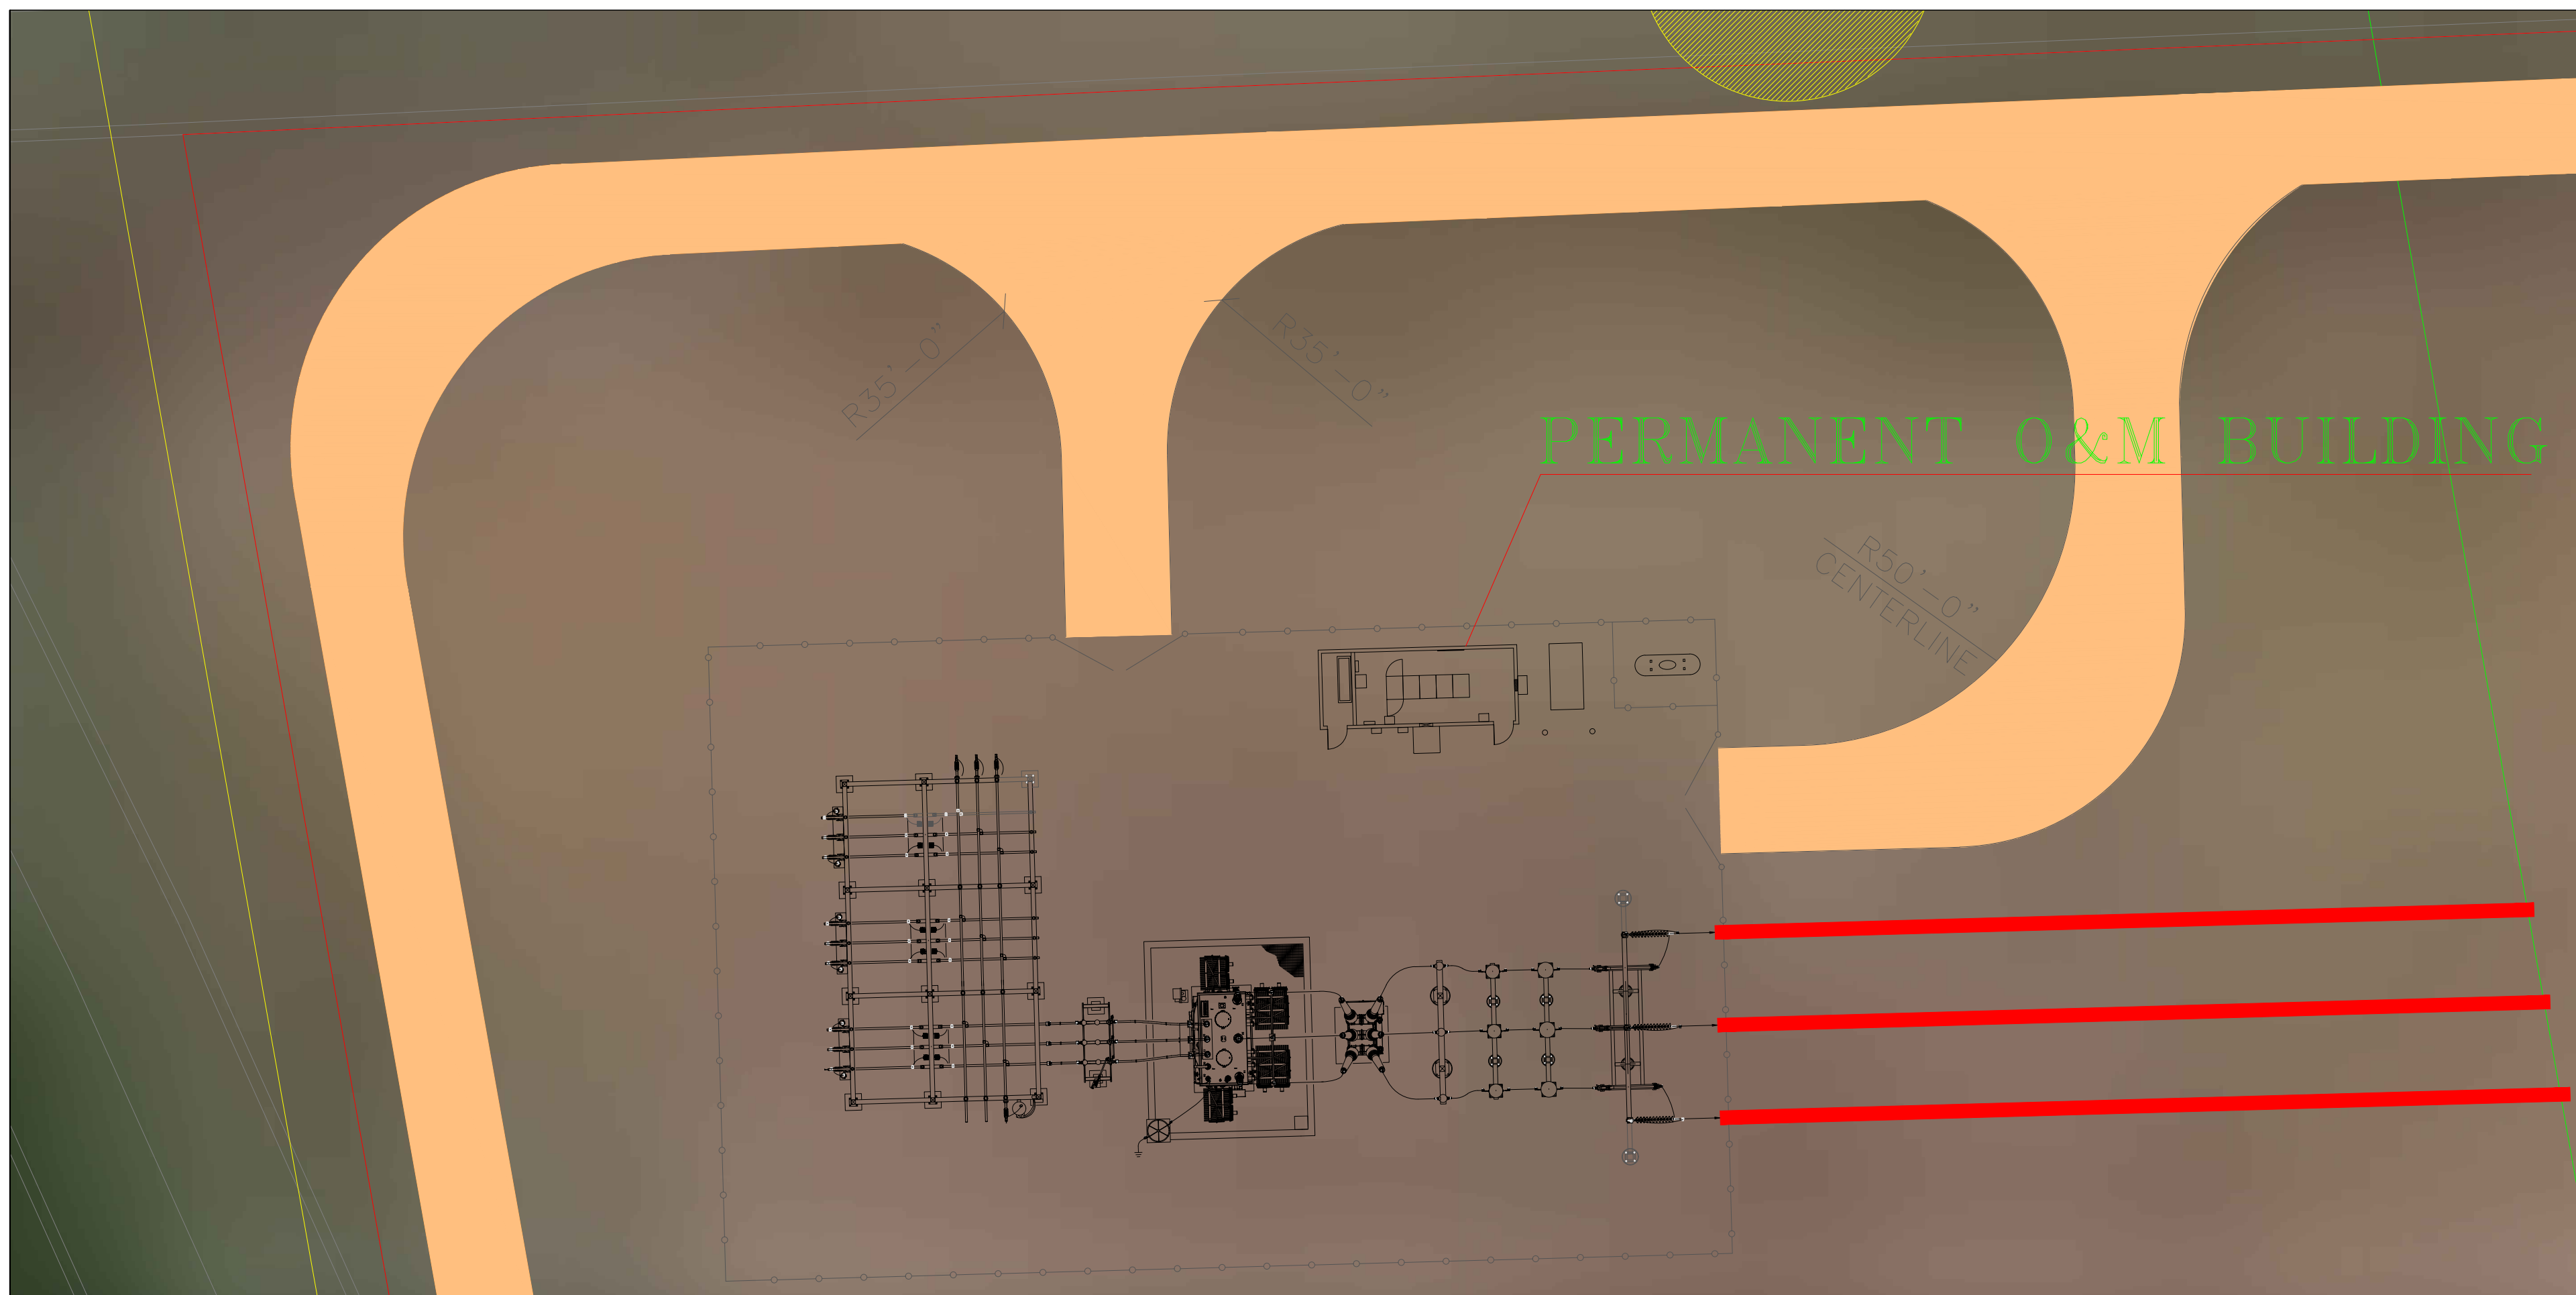 R35'-0"
R35'-0"
PERMANENT O&M BUILDING
R50'-0"
CENTERLINE